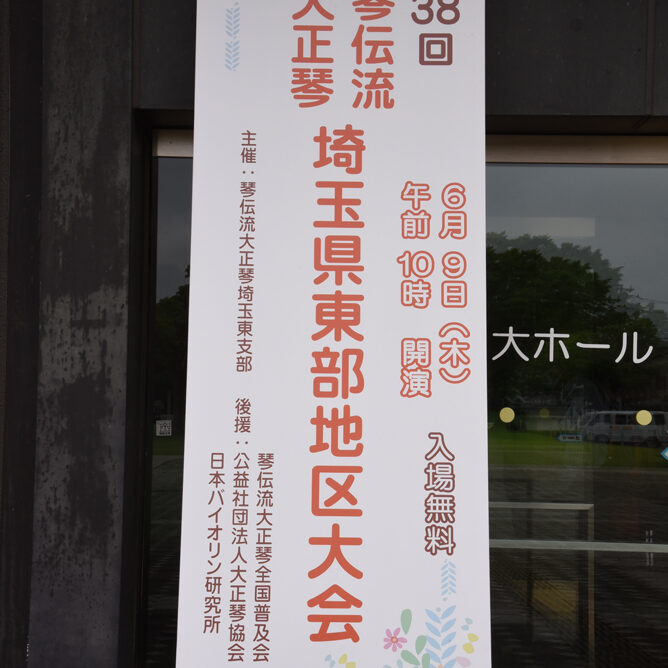 38回
琴伝流
大正琴
埼玉県東部地区大会
6月9日（木）
午前10時 開演
入場無料
主催：琴伝流大正琴埼玉東支部
後援：琴伝流大正琴全国普及会
公益社団法人大正琴協会
日本バイオリン研究所
大ホール